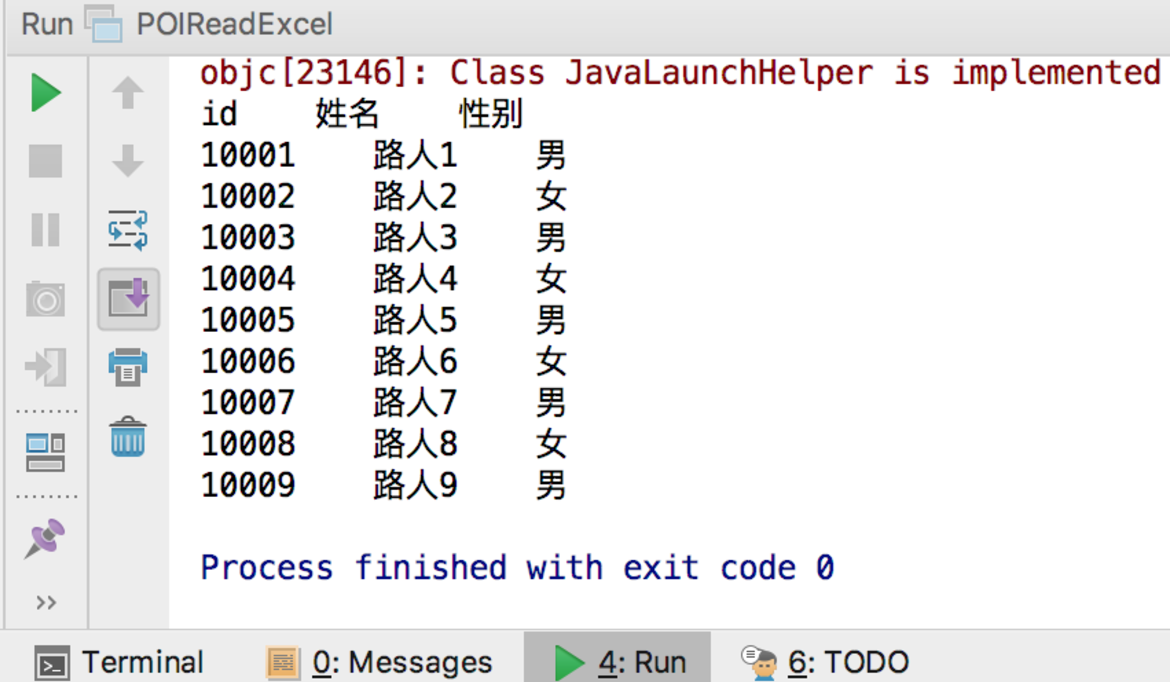 Run POIReadExcel
objc[23146]: Class JavaLaunchHelper is implemented
id 姓名 性别
10001 路人1 男
10002 路人2 女
10003 路人3 男
10004 路人4 女
10005 路人5 男
10006 路人6 女
10007 路人7 男
10008 路人8 女
10009 路人9 男
Process finished with exit code 0
Terminal 0: Messages 4: Run 6: TODO